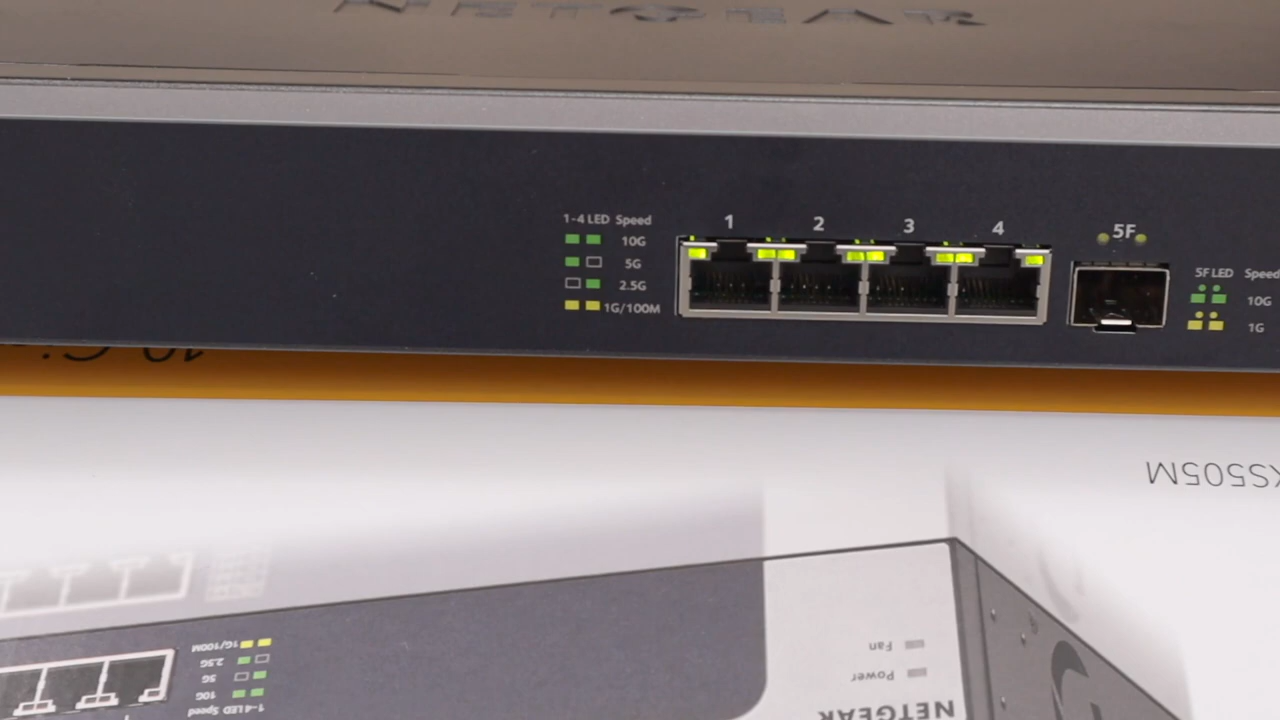 NETGEAR
1-4 LED Speed
10G
5G
2.5G
1G/100M
1 2 3 4 5F
5F LED Speed
10G
1G
XS505M
1G/100M
2.5G
5G
10G
1-4 LED Speed
Fan
Power
NETGEAR